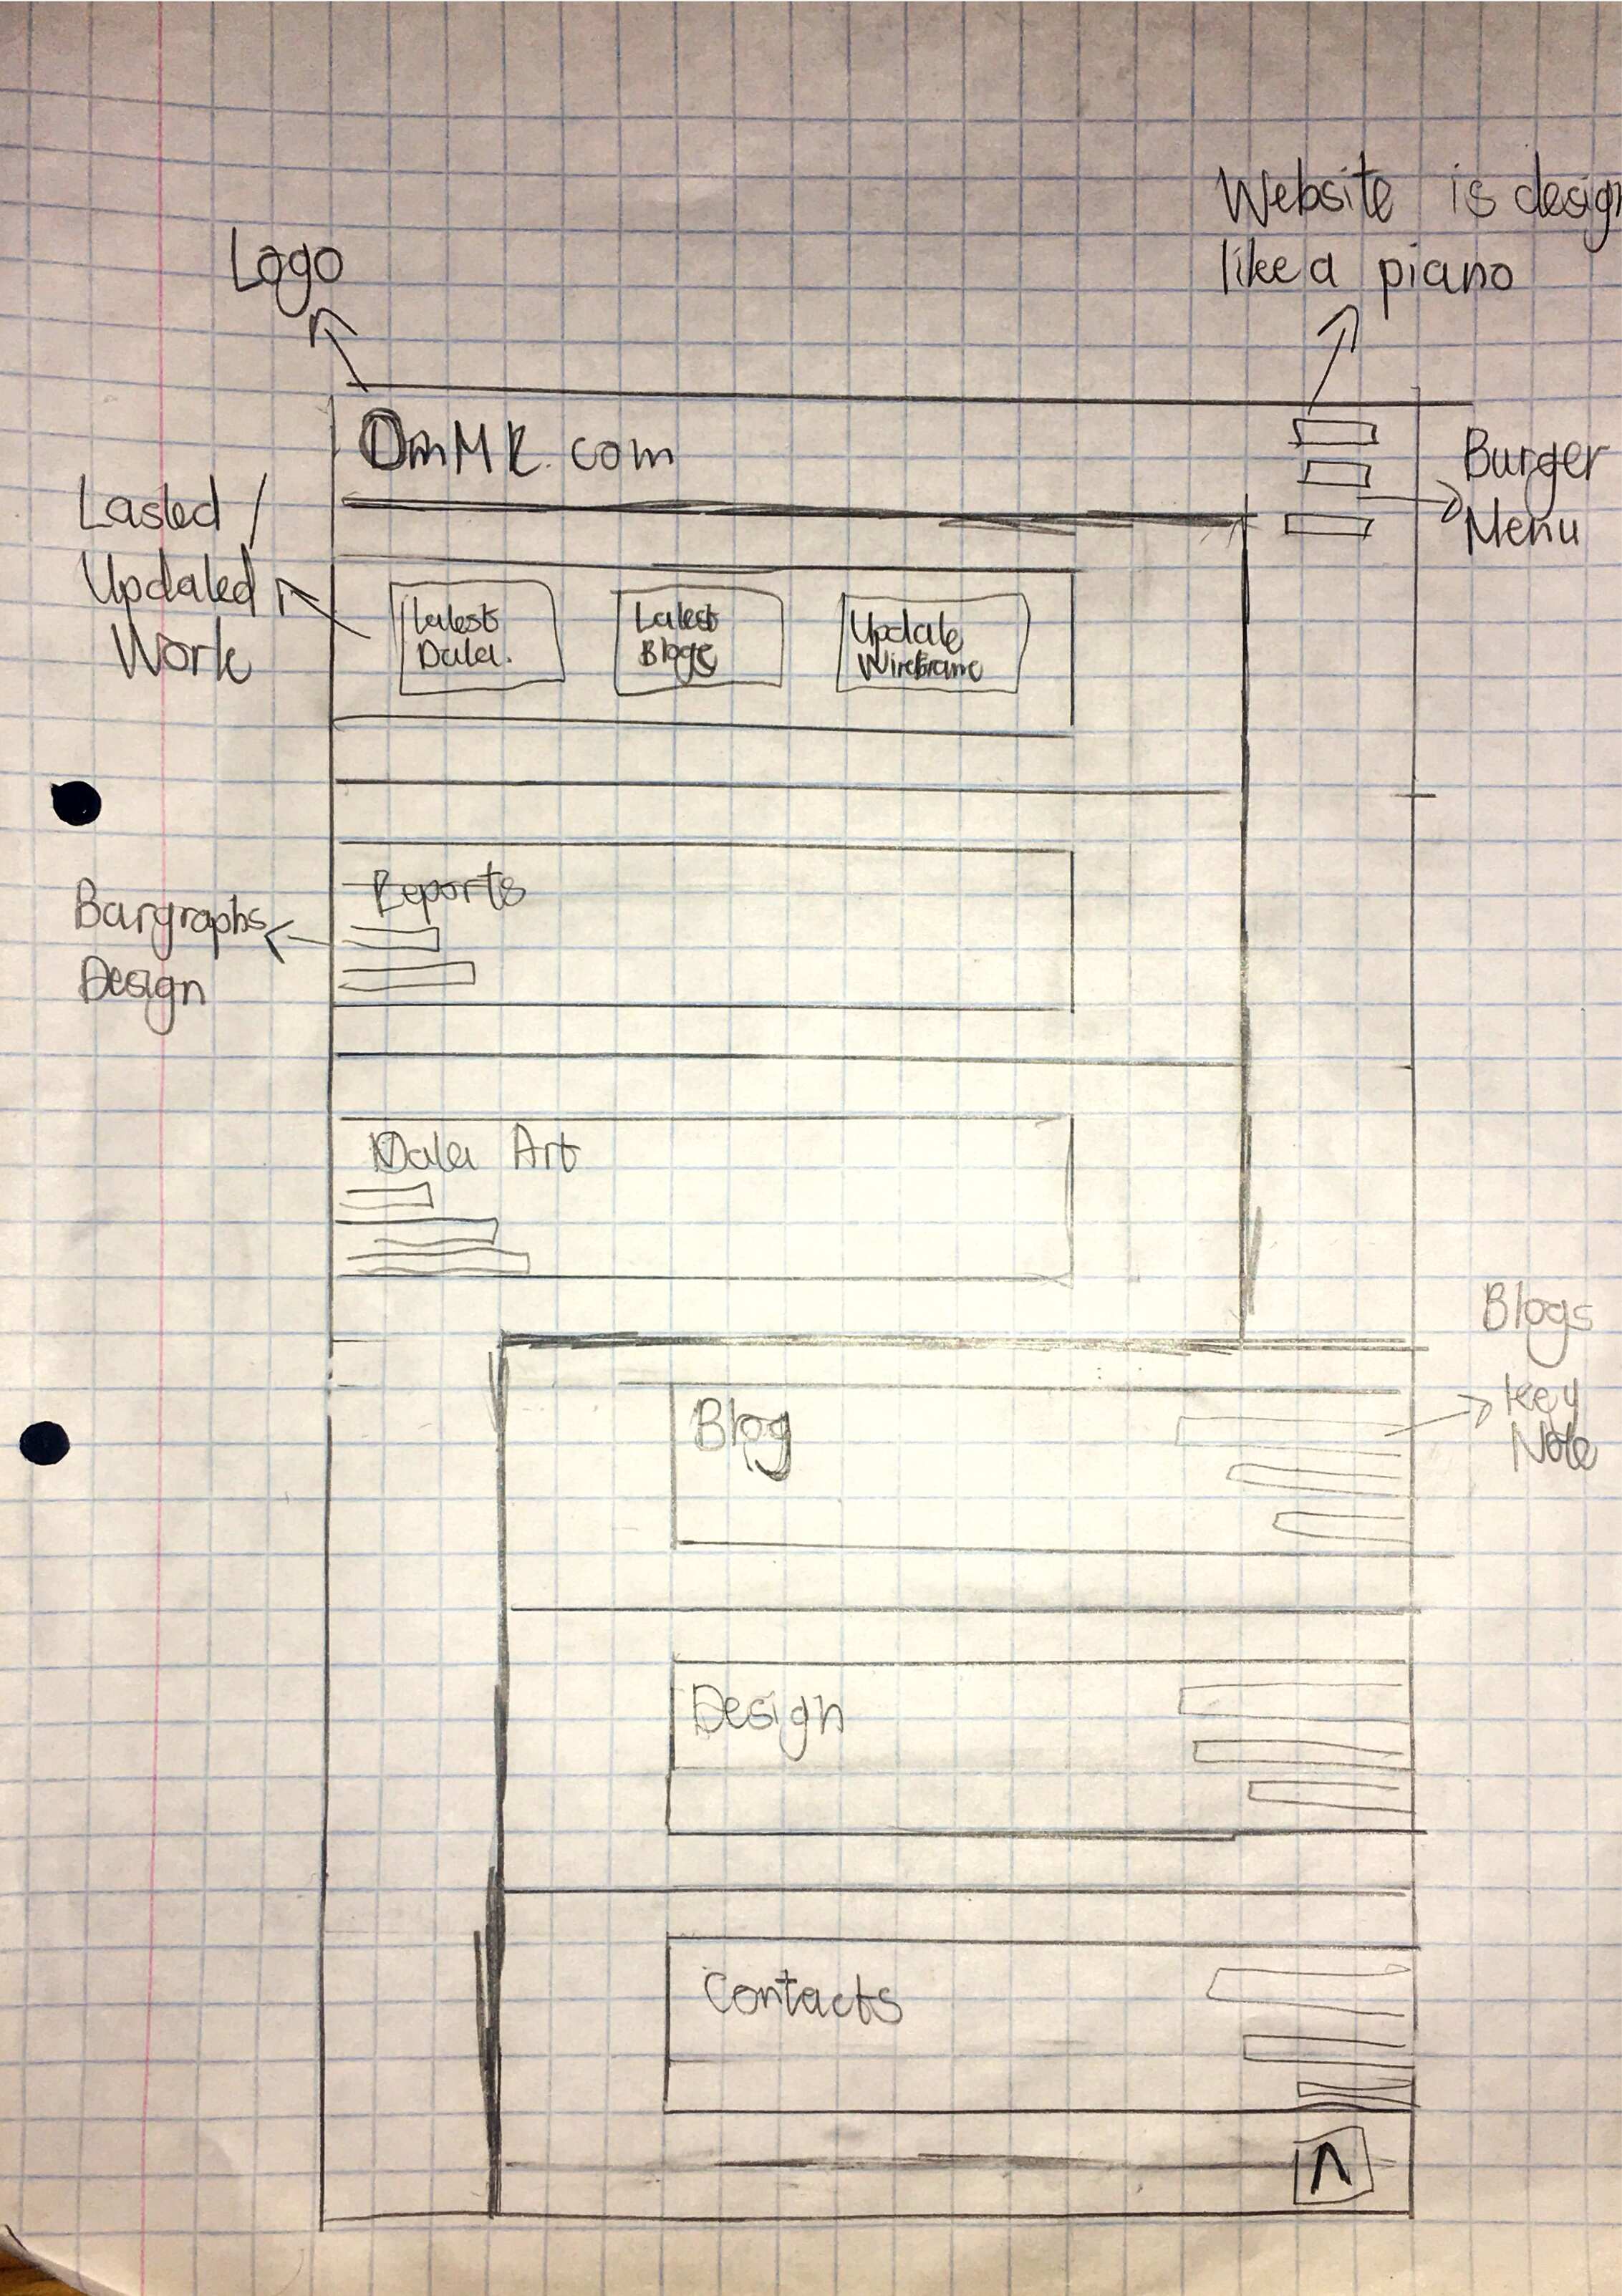 Website is design
like a piano
Logo
OmMR.com
Burger
Menu
Lasted /
Updated
Work
Latest
Data.
Latest
Blogs
Update
Wireframe
Reports
Bargraphs
Design
Data Art
Blogs
Key
Note
Blog
Design
Contacts